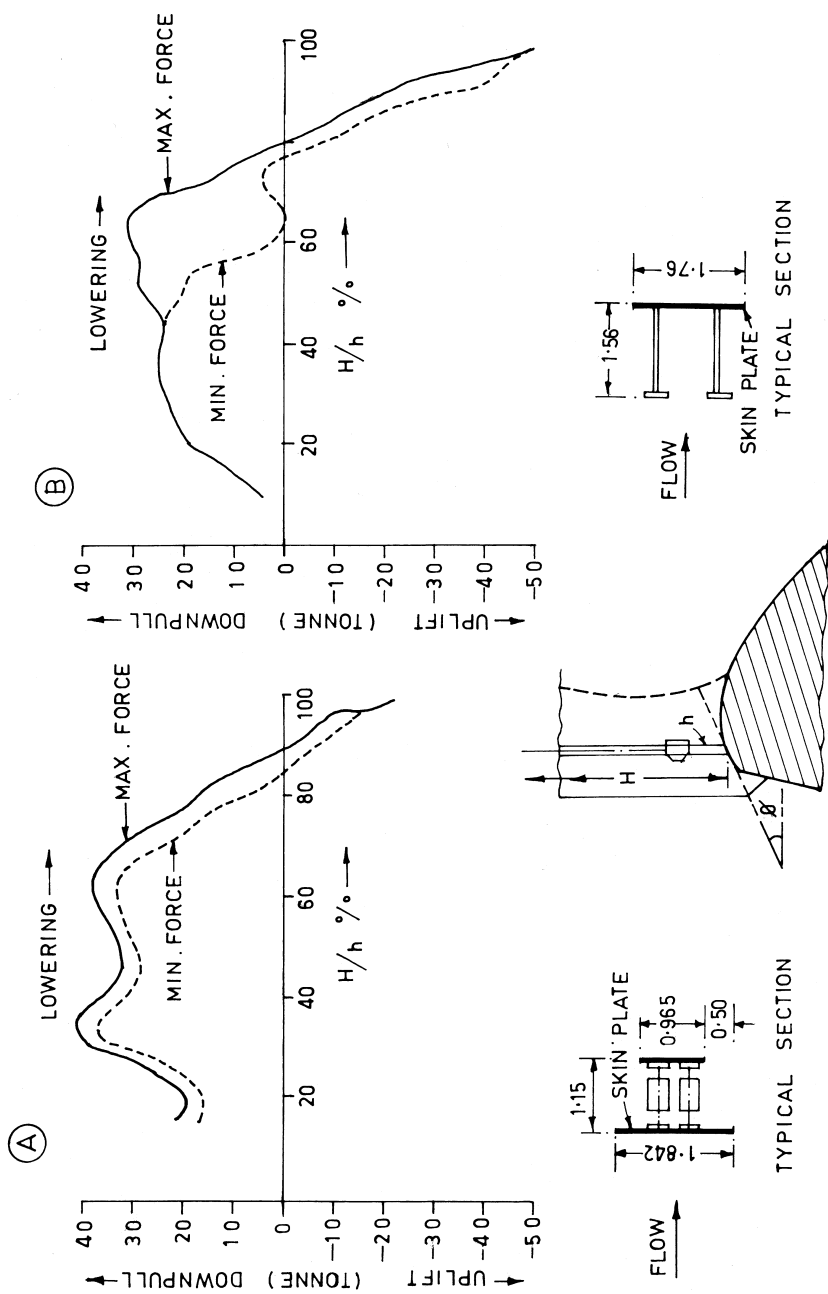 A
LOWERING
MAX. FORCE
MIN. FORCE
40
30
20
10
0
-10
-20
-30
-40
-50
UPLIFT (TONNE) DOWNPULL
20
40
60
80
100
H/h %
B
LOWERING
MAX. FORCE
MIN. FORCE
40
30
20
10
0
-10
-20
-30
-40
-50
UPLIFT (TONNE) DOWNPULL
20
40
60
80
100
H/h %
FLOW
SKIN PLATE
1.15
1.842
0.965
0.50
TYPICAL SECTION
H
h
Ø
FLOW
1.56
1.76
SKIN PLATE
TYPICAL SECTION